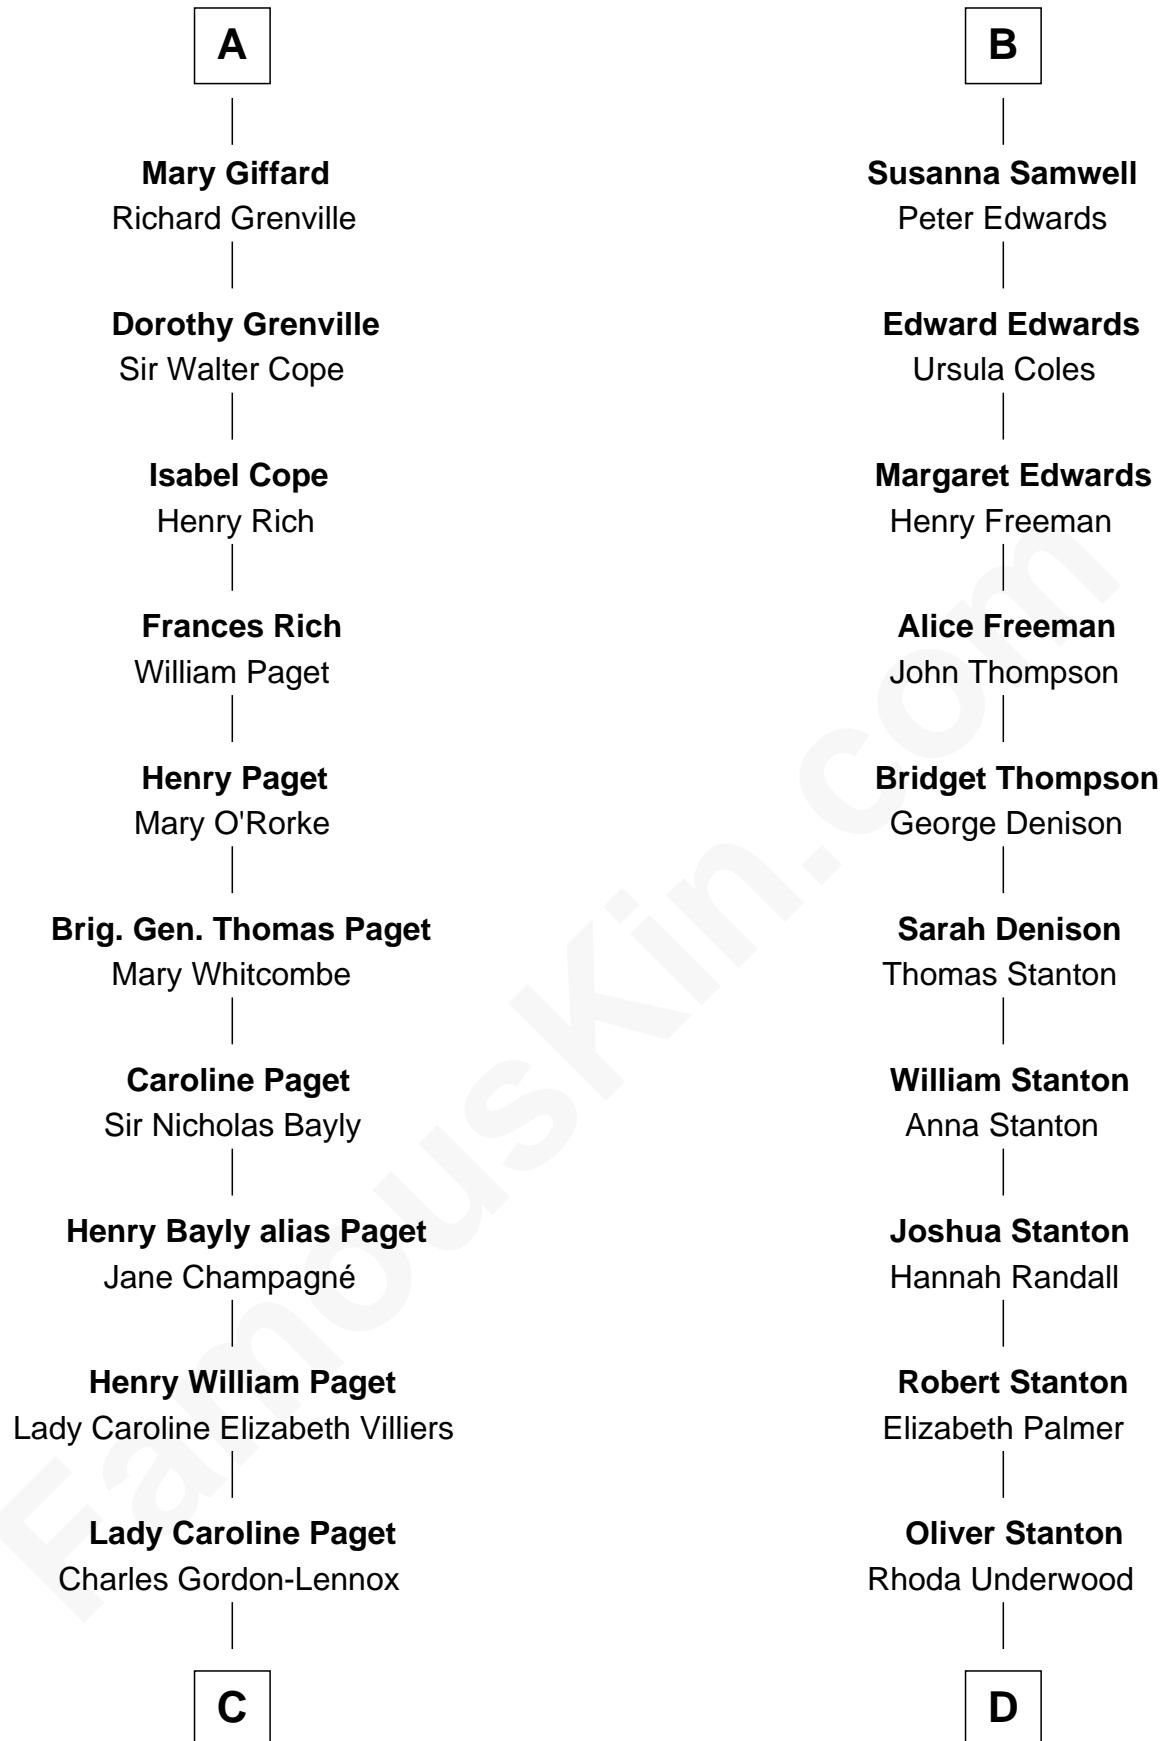 A
Mary Giffard
Richard Grenville
Dorothy Grenville
Sir Walter Cope
Isabel Cope
Henry Rich
Frances Rich
William Paget
Henry Paget
Mary O'Rorke
Brig. Gen. Thomas Paget
Mary Whitcombe
Caroline Paget
Sir Nicholas Bayly
Henry Bayly alias Paget
Jane Champagné
Henry William Paget
Lady Caroline Elizabeth Villiers
Lady Caroline Paget
Charles Gordon-Lennox
C
B
Susanna Samwell
Peter Edwards
Edward Edwards
Ursula Coles
Margaret Edwards
Henry Freeman
Alice Freeman
John Thompson
Bridget Thompson
George Denison
Sarah Denison
Thomas Stanton
William Stanton
Anna Stanton
Joshua Stanton
Hannah Randall
Robert Stanton
Elizabeth Palmer
Oliver Stanton
Rhoda Underwood
D
FamousKin.com